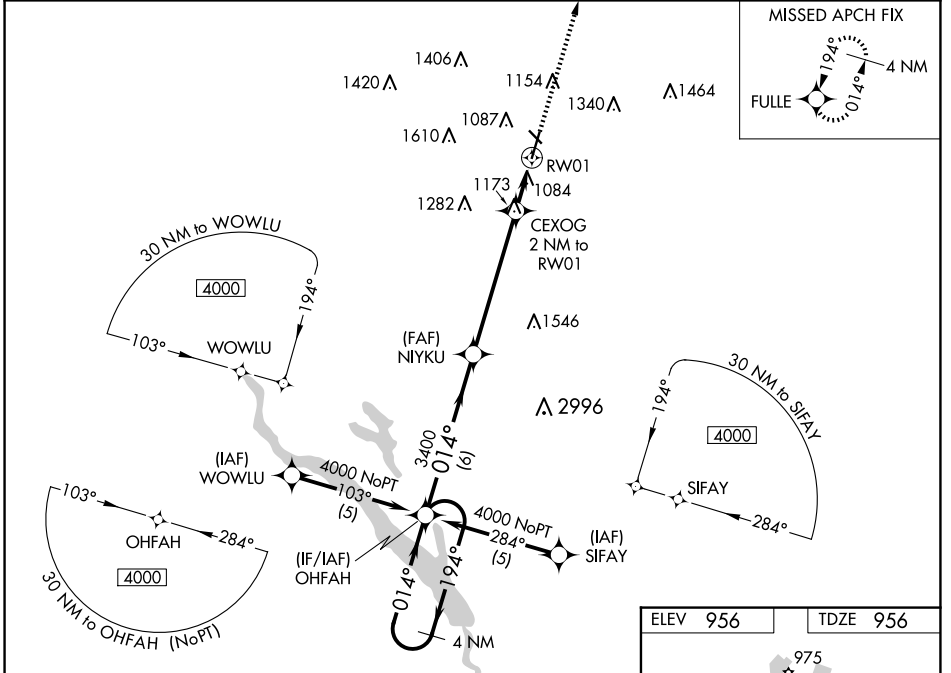 MISSED APCH FIX
194°
4 NM
FULLE
014°
1406
1420
1154
1340
1464
1087
1610
RW01
1173
1084
1282
CEXOG
2 NM to
RW01
30 NM to WOWLU
4000
194°
103°
WOWLU
1546
(FAF)
NIYKU
2996
30 NM to SIFAY
194°
4000
SIFAY
284°
3400
014°
(6)
(IAF)
WOWLU
4000 NoPT
103°
(5)
4000 NoPT
284°
(5)
(IAF)
SIFAY
103°
OHFAH
284°
4000
30 NM to OHFAH (NoPT)
(IF/IAF)
OHFAH
014°
194°
4 NM
ELEV 956
TDZE 956
975